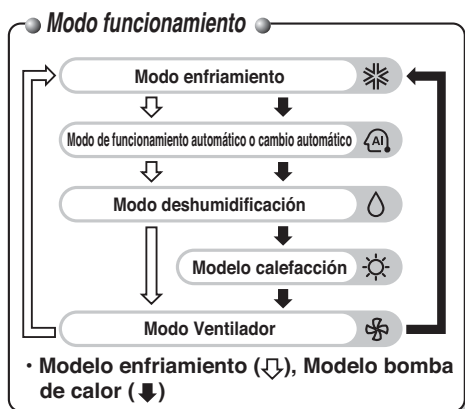 Modo funcionamiento
Modo enfriamiento
Modo de funcionamiento automático o cambio automático
AI
Modo deshumidificación
Modelo calefacción
Modo Ventilador
• Modelo enfriamiento (⇩), Modelo bomba
de calor (⬇)